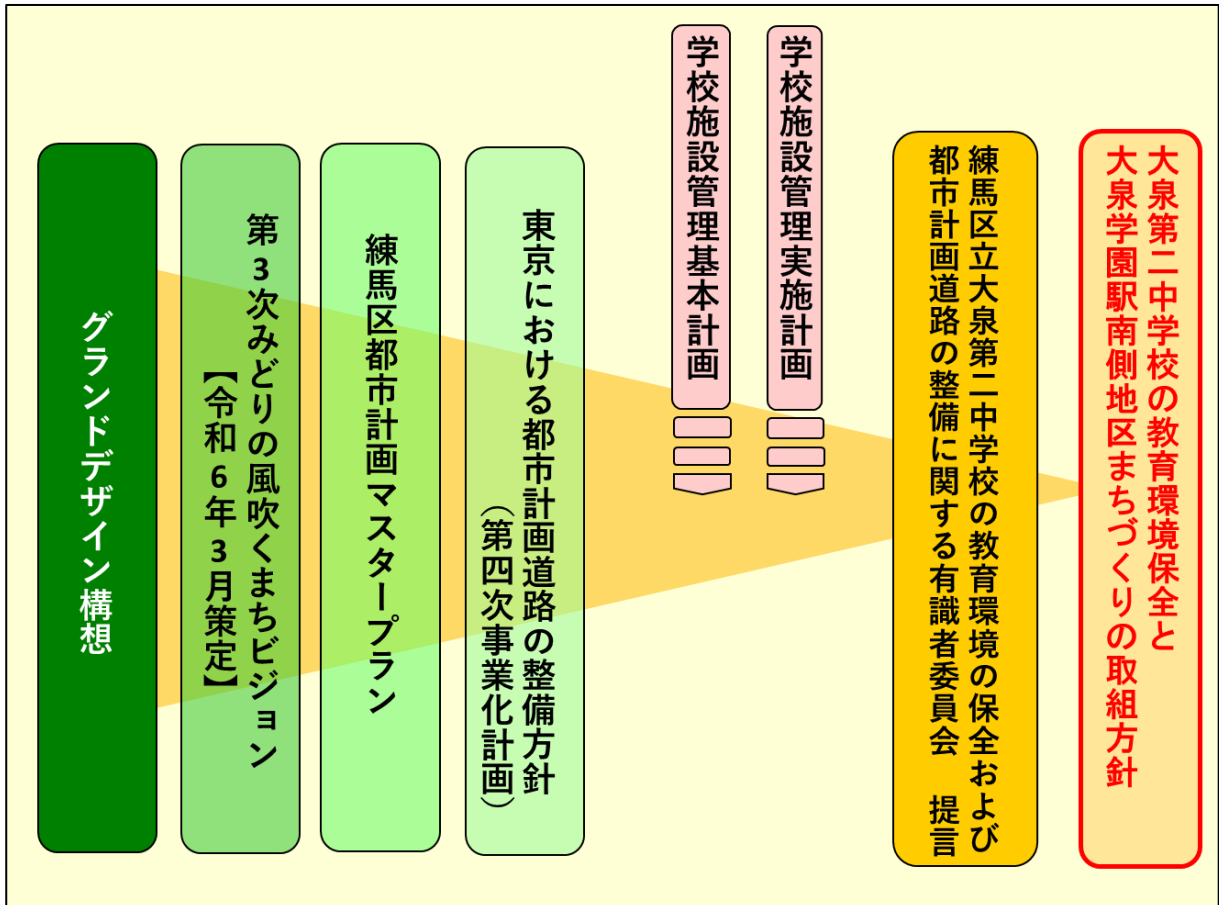 グランドデザイン構想
第3次みどりの風吹くまちビジョン
【令和6年3月策定】
練馬区都市計画マスタープラン
東京における都市計画道路の整備方針
（第四次事業化計画）
学校施設管理基本計画
学校施設管理実施計画
練馬区立大泉第二中学校の教育環境の保全および
都市計画道路の整備に関する有識者委員会　提言
大泉第二中学校の教育環境保全と
大泉学園駅南側地区まちづくりの取組方針